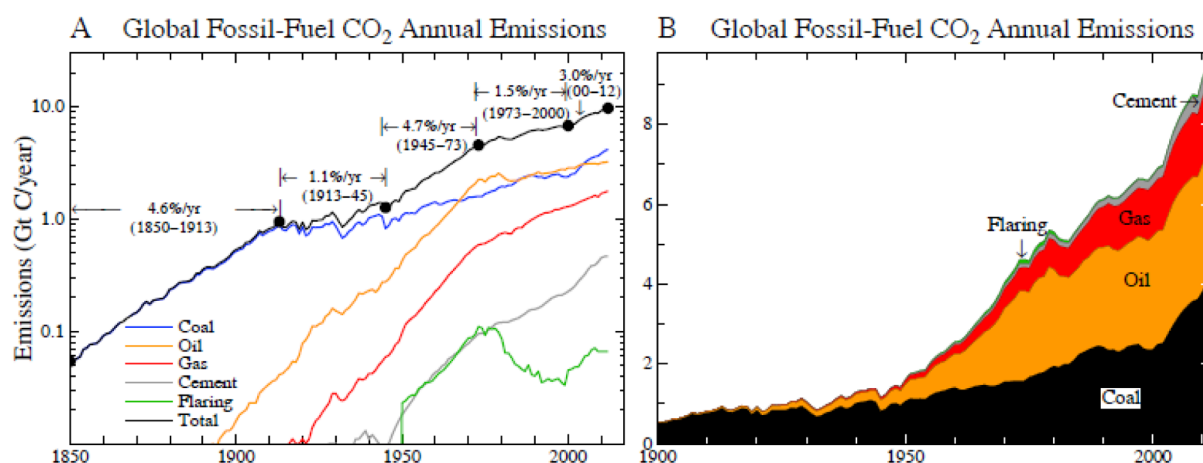 A Global Fossil-Fuel CO₂ Annual Emissions
Emissions (Gt C/year)
10.0
1.0
0.1
4.6%/yr
(1850–1913)
1.1%/yr
(1913–45)
4.7%/yr
(1945–73)
1.5%/yr
(1973–2000)
3.0%/yr
(00–12)
Coal
Oil
Gas
Cement
Flaring
Total
1850
1900
1950
2000
B Global Fossil-Fuel CO₂ Annual Emissions
8
6
4
2
0
Cement
Flaring
Gas
Oil
Coal
1900
1950
2000